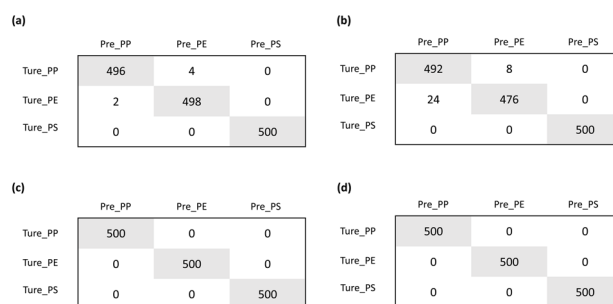 (a)
Pre_PP Pre_PE Pre_PS
Ture_PP 496 4 0
Ture_PE 2 498 0
Ture_PS 0 0 500
(b)
Pre_PP Pre_PE Pre_PS
Ture_PP 492 8 0
Ture_PE 24 476 0
Ture_PS 0 0 500
(c)
Pre_PP Pre_PE Pre_PS
Ture_PP 500 0 0
Ture_PE 0 500 0
Ture_PS 0 0 500
(d)
Pre_PP Pre_PE Pre_PS
Ture_PP 500 0 0
Ture_PE 0 500 0
Ture_PS 0 0 500